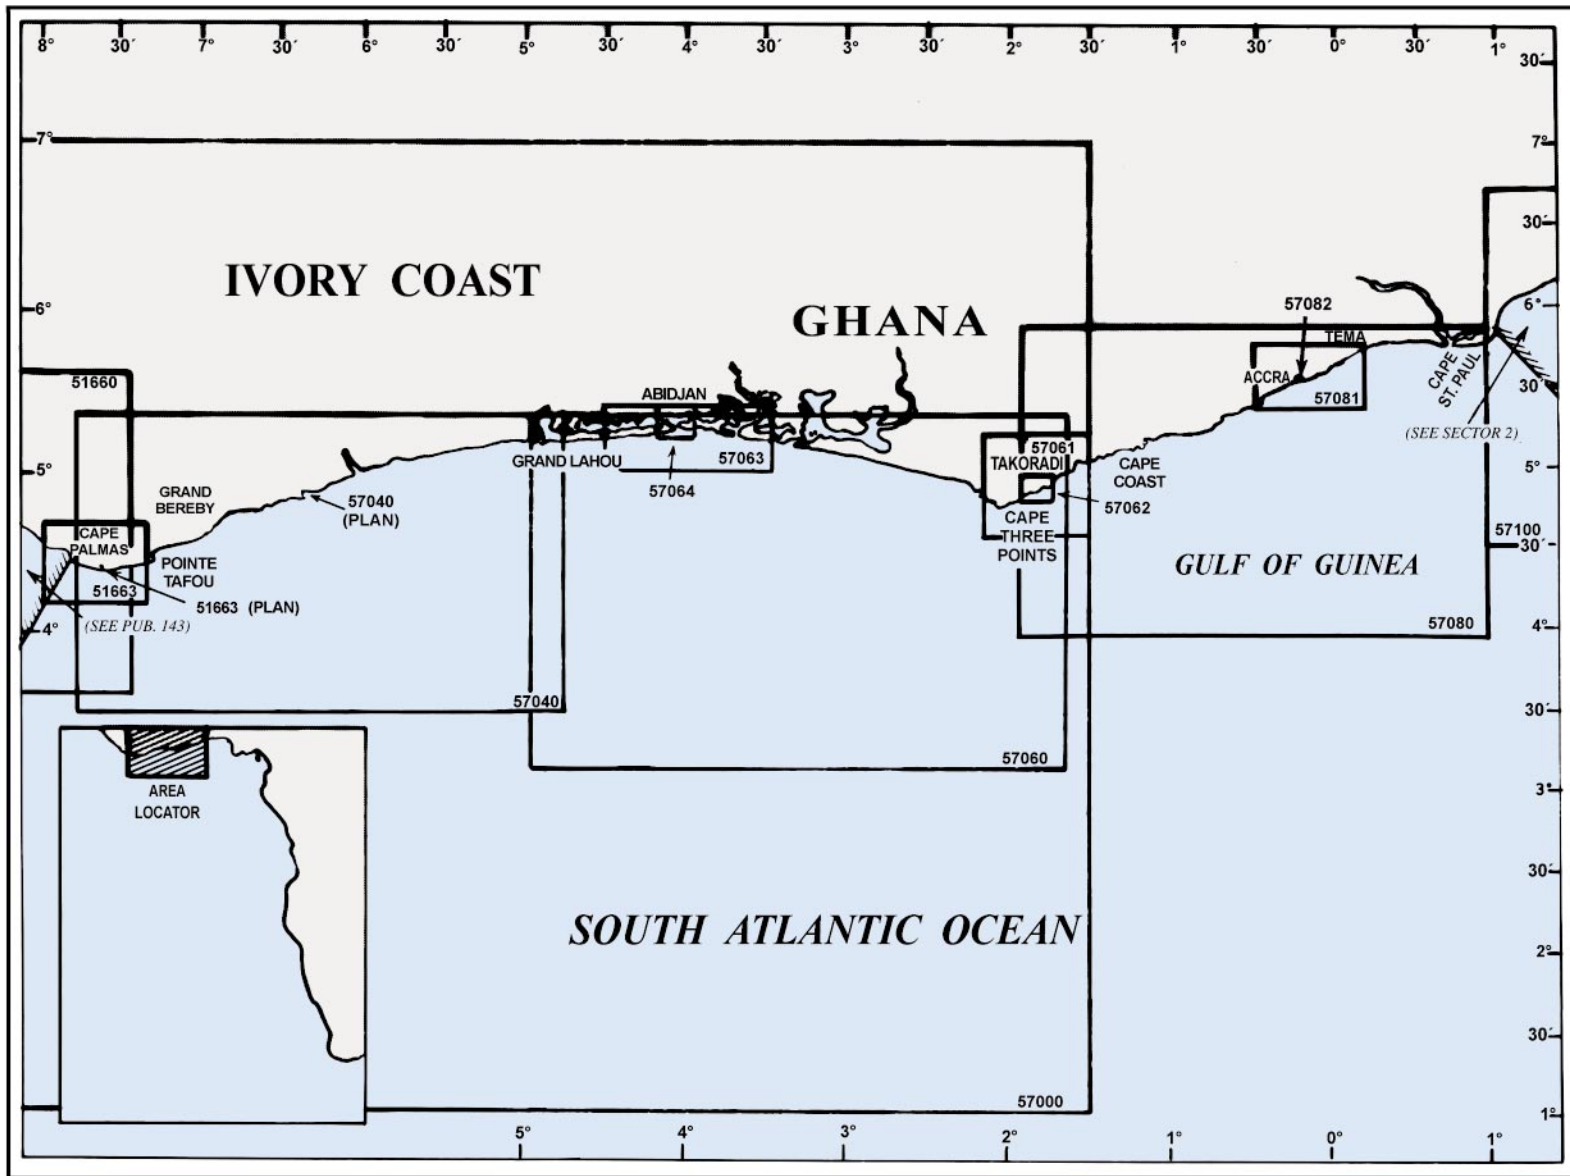 8° 30´ 7° 30´ 6° 30´ 5° 30´ 4° 30´ 3° 30´ 2° 30´ 1° 30´ 0° 30´ 1°
30´
7° 7°
30´
IVORY COAST
6° 6°
GHANA
57082
TEMA
51660
ABIDJAN
ACCRA
CAPE
ST. PAUL
30´
57081
(SEE SECTOR 2)
57061
GRAND LAHOU
57063
TAKORADI
CAPE
COAST
5° 5°
57064
GRAND
BEREBY
57040
(PLAN)
57062
CAPE
PALMAS
CAPE
THREE
POINTS
57100
30´
POINTE
TAFOU
GULF OF GUINEA
51663
51663 (PLAN)
(SEE PUB. 143)
4° 4°
57080
57040
30´
57060
AREA
LOCATOR
3°
30´
SOUTH ATLANTIC OCEAN
2°
30´
57000
1°
5° 4° 3° 2° 1° 0° 1°